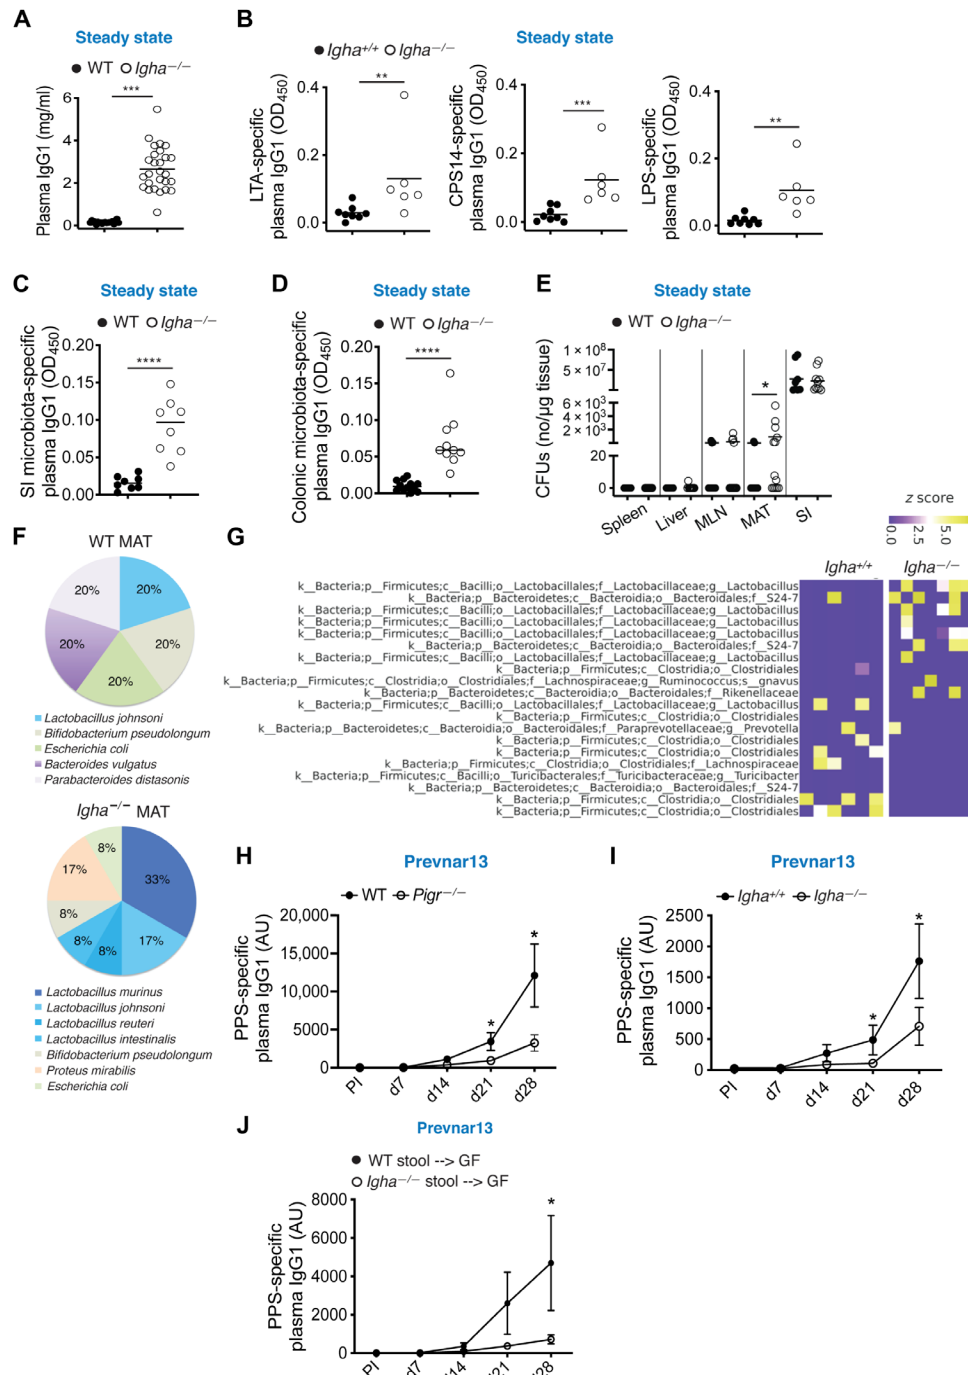 A
Steady state
WT Igha−/−
***
Plasma IgG1 (mg/ml)
6
4
2
0
B
Steady state
Igha+/+ Igha−/−
**
LTA-specific
plasma IgG1 (OD450)
0.4
0.2
0.0
***
CPS14-specific
plasma IgG1 (OD450)
0.4
0.2
0.0
**
LPS-specific
plasma IgG1 (OD450)
0.4
0.2
0.0
C
Steady state
WT Igha−/−
****
SI microbiota-specific
plasma IgG1 (OD450)
0.20
0.15
0.10
0.05
0.00
D
Steady state
WT Igha−/−
****
Colonic microbiota-specific
plasma IgG1 (OD450)
0.20
0.15
0.10
0.05
0.00
E
Steady state
WT Igha−/−
CFUs (no/μg tissue)
1 × 10^8
5 × 10^7
6 × 10^3
4 × 10^3
2 × 10^3
20
0
*
Spleen
Liver
MLN
MAT
SI
F
WT MAT
20%
20%
20%
20%
20%
Lactobacillus johnsoni
Bifidobacterium pseudolongum
Escherichia coli
Bacteroides vulgatus
Parabacteroides distasonis
Igha−/− MAT
8%
17%
33%
8%
8%
8%
17%
Lactobacillus murinus
Lactobacillus johnsoni
Lactobacillus reuteri
Lactobacillus intestinalis
Bifidobacterium pseudolongum
Proteus mirabilis
Escherichia coli
G
z score
0.0
2.5
5.0
Igha+/+ Igha−/−
k__Bacteria;p__Firmicutes;c__Bacilli;o__Lactobacillales;f__Lactobacillaceae;g__Lactobacillus
k__Bacteria;p__Bacteroidetes;c__Bacteroidia;o__Bacteroidales;f__S24-7
k__Bacteria;p__Firmicutes;c__Bacilli;o__Lactobacillales;f__Lactobacillaceae;g__Lactobacillus
k__Bacteria;p__Firmicutes;c__Bacilli;o__Lactobacillales;f__Lactobacillaceae;g__Lactobacillus
k__Bacteria;p__Firmicutes;c__Bacilli;o__Lactobacillales;f__Lactobacillaceae;g__Lactobacillus
k__Bacteria;p__Bacteroidetes;c__Bacteroidia;o__Bacteroidales;f__S24-7
k__Bacteria;p__Firmicutes;c__Bacilli;o__Lactobacillales;f__Lactobacillaceae;g__Lactobacillus
k__Bacteria;p__Firmicutes;c__Clostridia;o__Clostridiales
k__Bacteria;p__Firmicutes;c__Clostridia;o__Clostridiales;f__Lachnospiraceae;g__Ruminococcus;s__gnavus
k__Bacteria;p__Bacteroidetes;c__Bacteroidia;o__Bacteroidales;f__Rikenellaceae
k__Bacteria;p__Firmicutes;c__Bacilli;o__Lactobacillales;f__Lactobacillaceae;g__Lactobacillus
k__Bacteria;p__Firmicutes;c__Clostridia;o__Clostridiales
k__Bacteria;p__Bacteroidetes;c__Bacteroidia;o__Bacteroidales;f__Paraprevotellaceae;g__Prevotella
k__Bacteria;p__Firmicutes;c__Clostridia;o__Clostridiales
k__Bacteria;p__Firmicutes;c__Clostridia;o__Clostridiales
k__Bacteria;p__Firmicutes;c__Clostridia;o__Clostridiales;f__Lachnospiraceae
k__Bacteria;p__Firmicutes;c__Bacilli;o__Turicibacterales;f__Turicibacteraceae;g__Turicibacter
k__Bacteria;p__Bacteroidetes;c__Bacteroidia;o__Bacteroidales;f__S24-7
k__Bacteria;p__Firmicutes;c__Clostridia;o__Clostridiales
k__Bacteria;p__Firmicutes;c__Clostridia;o__Clostridiales
H
Prevnar13
WT Pigr−/−
PPS-specific
plasma IgG1 (AU)
20,000
15,000
10,000
5000
0
*
*
PI
d7
d14
d21
d28
I
Prevnar13
Igha+/+ Igha−/−
PPS-specific
plasma IgG1 (AU)
2500
2000
1500
1000
500
0
*
*
PI
d7
d14
d21
d28
J
Prevnar13
WT stool --> GF
Igha−/− stool --> GF
PPS-specific
plasma IgG1 (AU)
8000
6000
4000
2000
0
*
PI
d7
d14
d21
d28